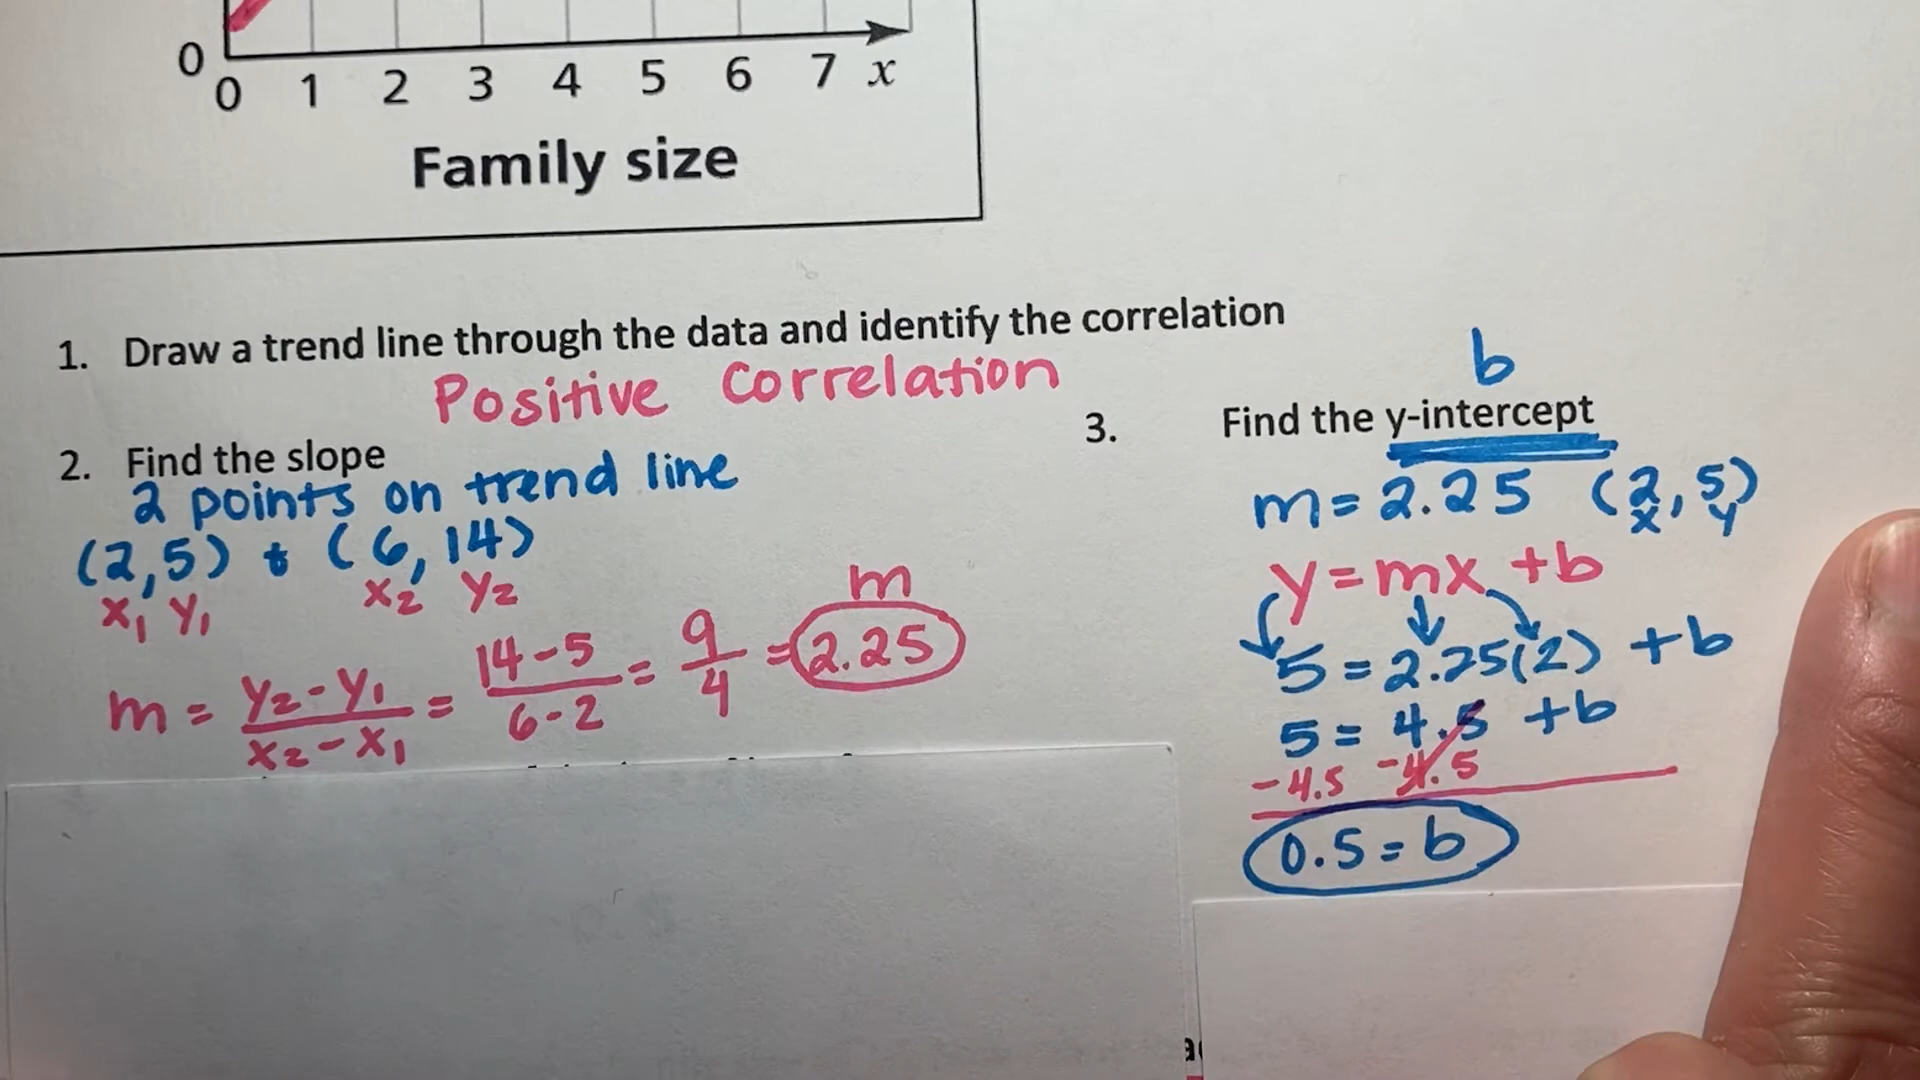 0
0 1 2 3 4 5 6 7 x
Family size
1. Draw a trend line through the data and identify the correlation
Positive Correlation
2. Find the slope
2 points on trend line
(2,5) + (6,14)
x₁ y₁ x₂ y₂
m = y₂-y₁/x₂-x₁ = 14-5/6-2 = 9/4 = 2.25
m
b
3. Find the y-intercept
m = 2.25 (2,5)
x y
y = mx + b
5 = 2.25(2) + b
5 = 4.5 + b
-4.5 -4.5
0.5 = b